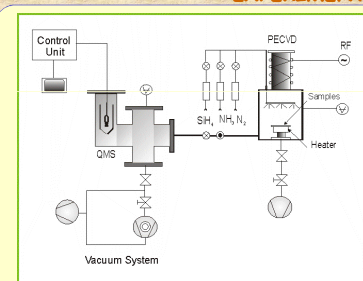 Control
Unit
PECVD
RF
Samples
SiH4 NH3 N2
QMS
Heater
Vacuum System